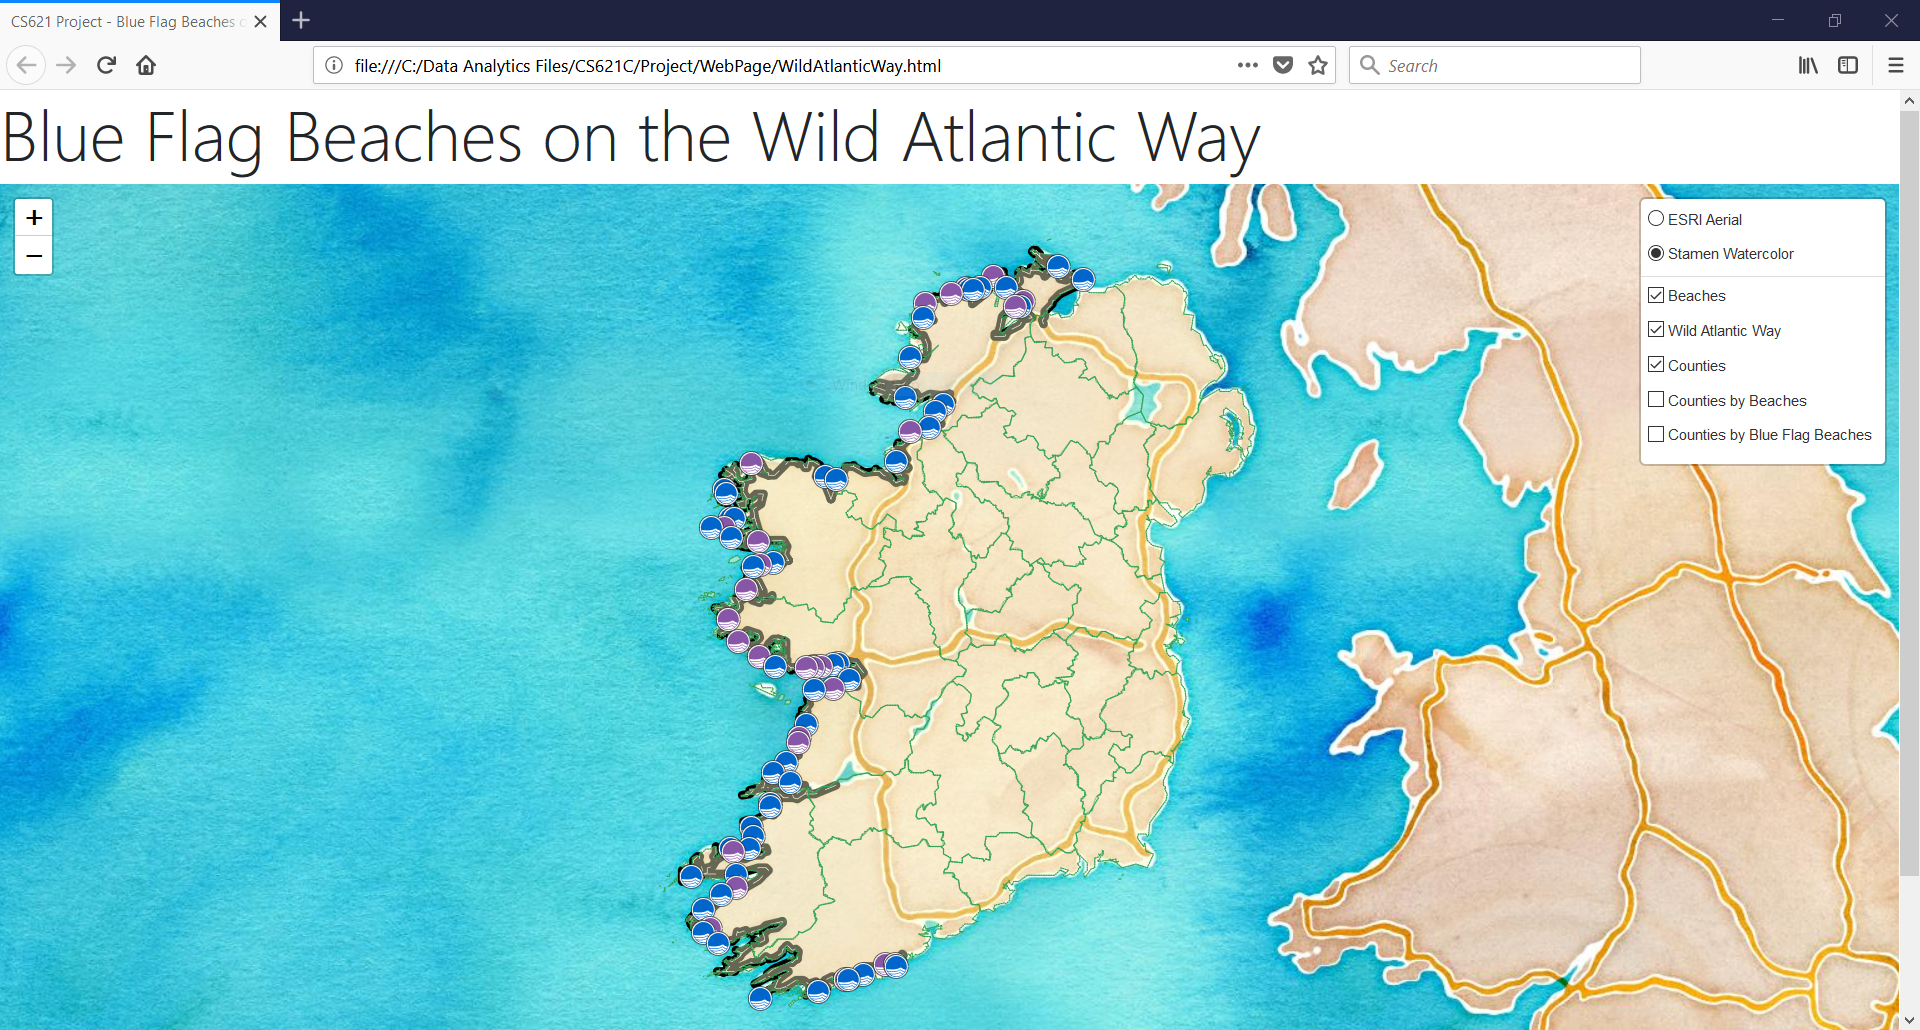 CS621 Project - Blue Flag Beaches
file:///C:/Data Analytics Files/CS621C/Project/WebPage/WildAtlanticWay.html
Search
Blue Flag Beaches on the Wild Atlantic Way
+
−
ESRI Aerial
Stamen Watercolor
Beaches
Wild Atlantic Way
Counties
Counties by Beaches
Counties by Blue Flag Beaches